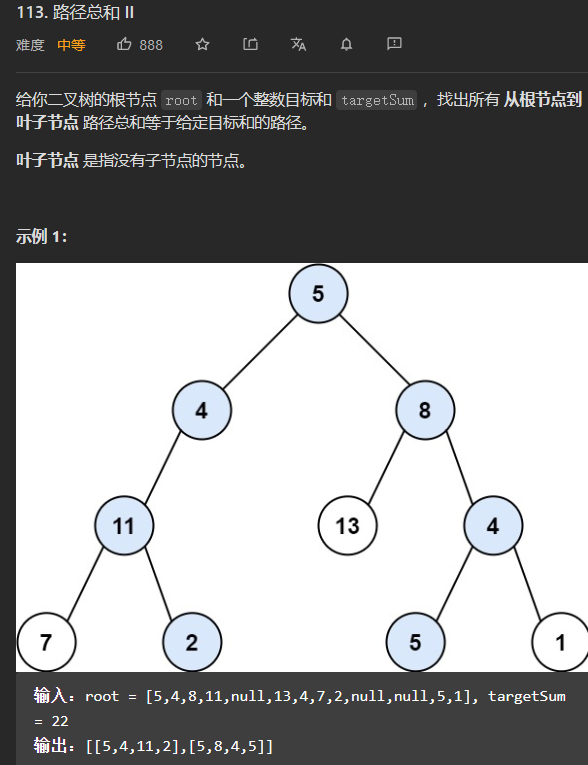 113. 路径总和 II
难度 中等 888
给你二叉树的根节点 root 和一个整数目标和 targetSum ，找出所有 从根节点到
叶子节点 路径总和等于给定目标和的路径。
叶子节点 是指没有子节点的节点。
示例 1：
5
4 8
11 13 4
7 2 5 1
输入：root = [5,4,8,11,null,13,4,7,2,null,null,5,1], targetSum
= 22
输出：[[5,4,11,2],[5,8,4,5]]